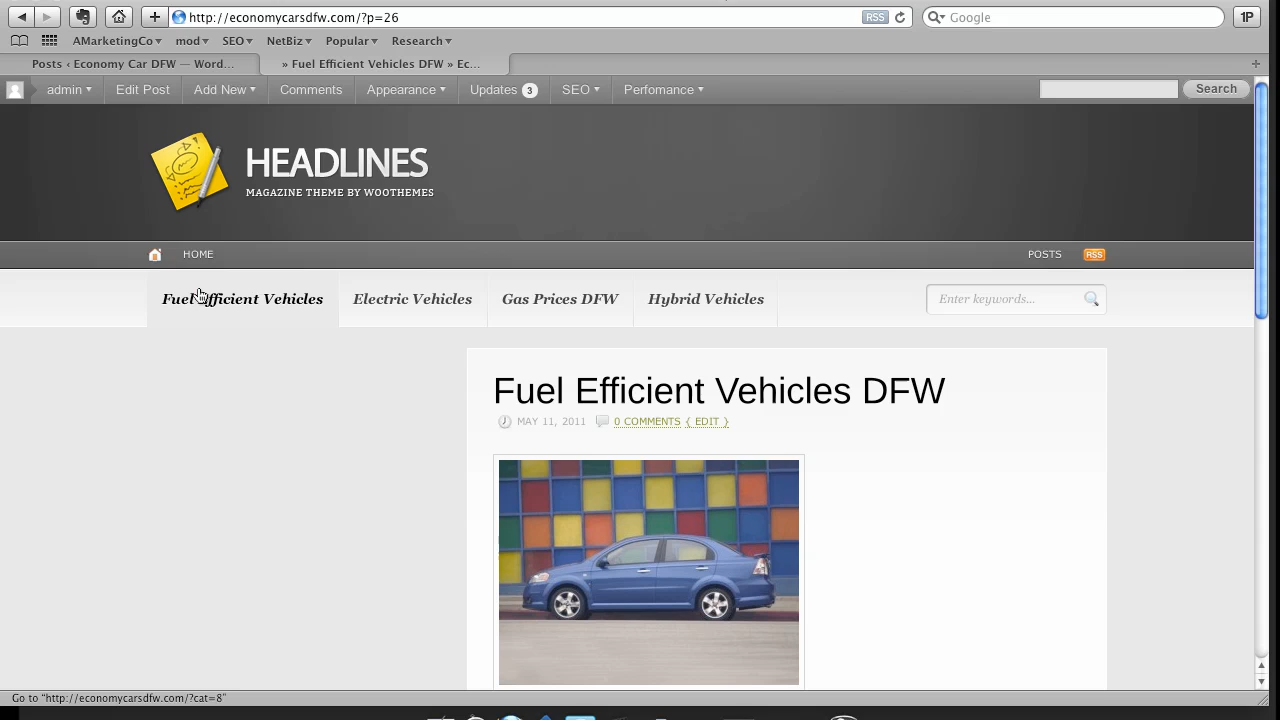 http://economycarsdfw.com/?p=26 RSS Google 1P
AMarketingCo mod SEO NetBiz Popular Research
Posts ‹ Economy Car DFW — Word... » Fuel Efficient Vehicles DFW » Ec...
admin Edit Post Add New Comments Appearance Updates 3 SEO Perfomance Search
HEADLINES
MAGAZINE THEME BY WOOTHEMES
HOME POSTS RSS
Fuel Efficient Vehicles Electric Vehicles Gas Prices DFW Hybrid Vehicles Enter keywords...
Fuel Efficient Vehicles DFW
MAY 11, 2011 0 COMMENTS { EDIT }
Go to "http://economycarsdfw.com/?cat=8"